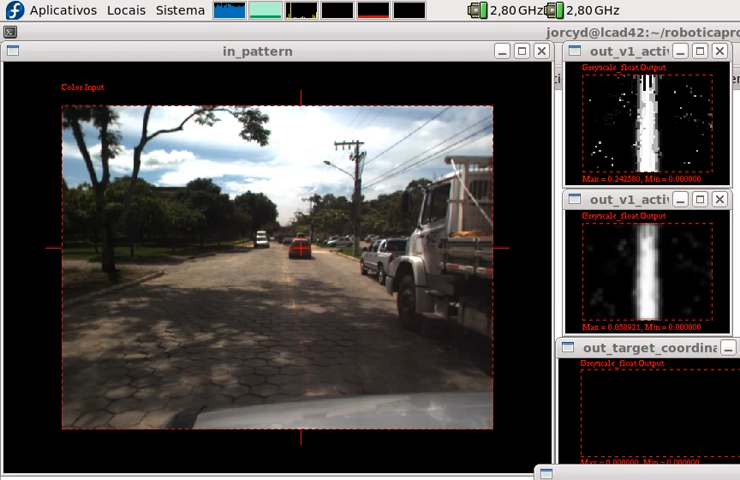 Aplicativos Locais Sistema 2,80 GHz 2,80 GHz
jorcyd@lcad42:~/roboticapro
in_pattern
Color Input
out_v1_activ
Greyscale_float Output
Max = 0.242580, Min = 0.000000
out_v1_activ
Greyscale_float Output
Max = 0.058921, Min = 0.000000
out_target_coordina
Greyscale_float Output
Max = 0.000000, Min = 0.000000